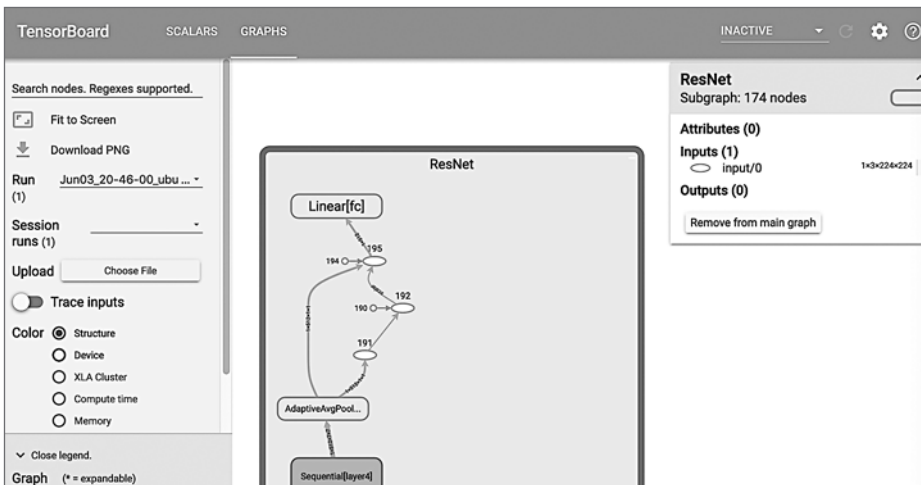 TensorBoard
SCALARS
GRAPHS
INACTIVE
Search nodes. Regexes supported.
Fit to Screen
Download PNG
Run
(1)
Jun03_20-46-00_ubu ...
Session
runs (1)
Upload
Choose File
Trace inputs
Color
Structure
Device
XLA Cluster
Compute time
Memory
Close legend.
Graph (* = expandable)
ResNet
Linear[fc]
195
194
192
190
191
AdaptiveAvgPool...
Sequential[layer4]
ResNet
Subgraph: 174 nodes
Attributes (0)
Inputs (1)
input/0
1×3×224×224
Outputs (0)
Remove from main graph